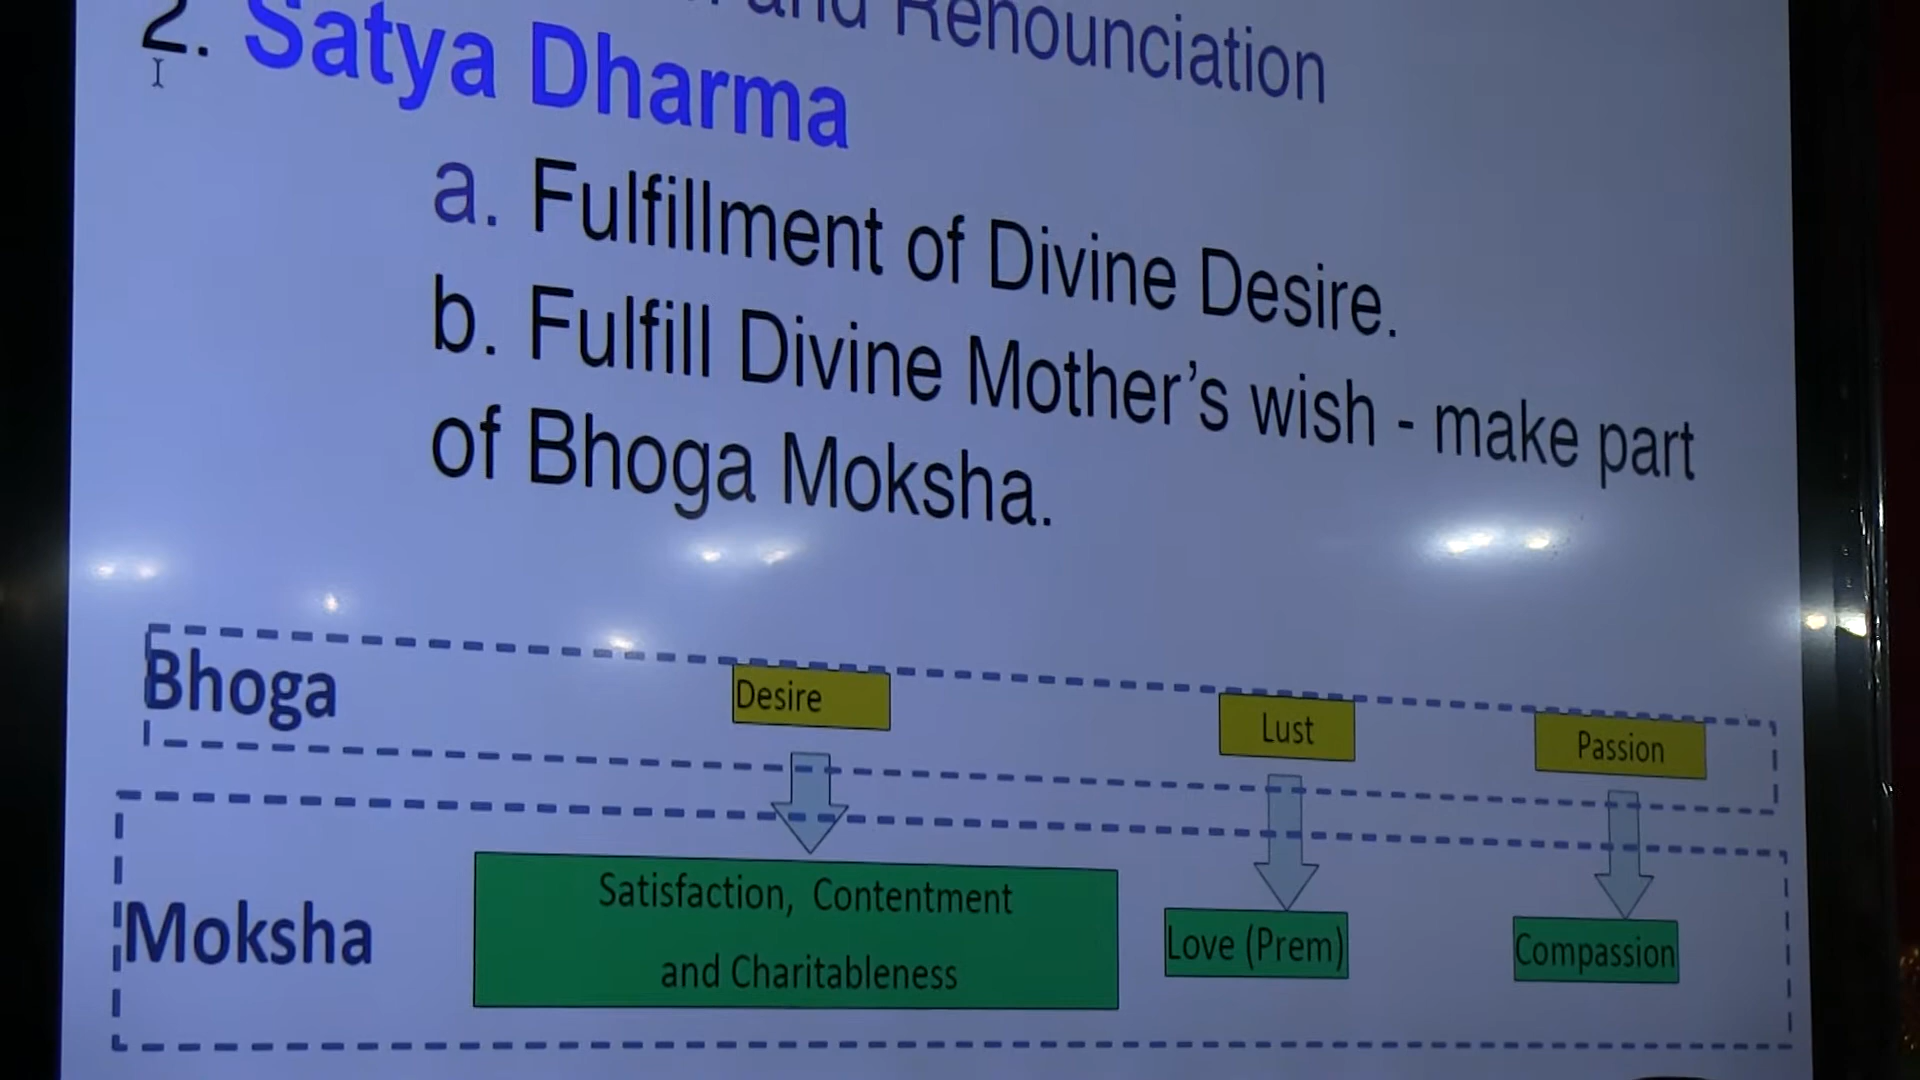 and Renounciation
2. Satya Dharma
a. Fulfillment of Divine Desire.
b. Fulfill Divine Mother’s wish - make part
of Bhoga Moksha.
Bhoga
Desire
Lust
Passion
Moksha
Satisfaction, Contentment
and Charitableness
Love (Prem)
Compassion